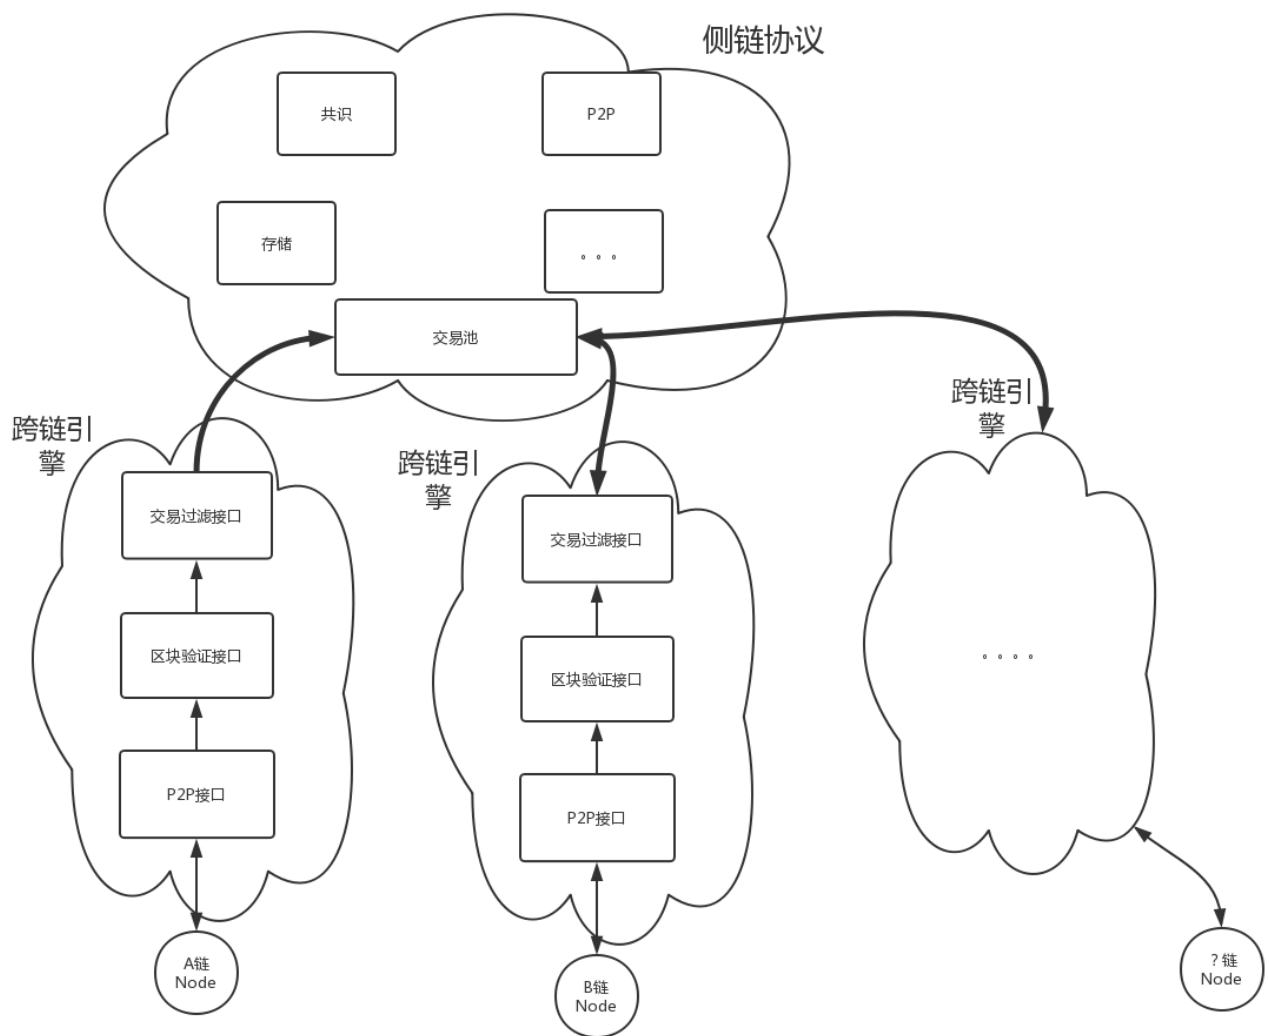 侧链协议
共识
P2P
存储
。。。
交易池
跨链引
擎
交易过滤接口
区块验证接口
P2P接口
A链
Node
跨链引
擎
交易过滤接口
区块验证接口
P2P接口
B链
Node
跨链引
擎
。。。。
？链
Node